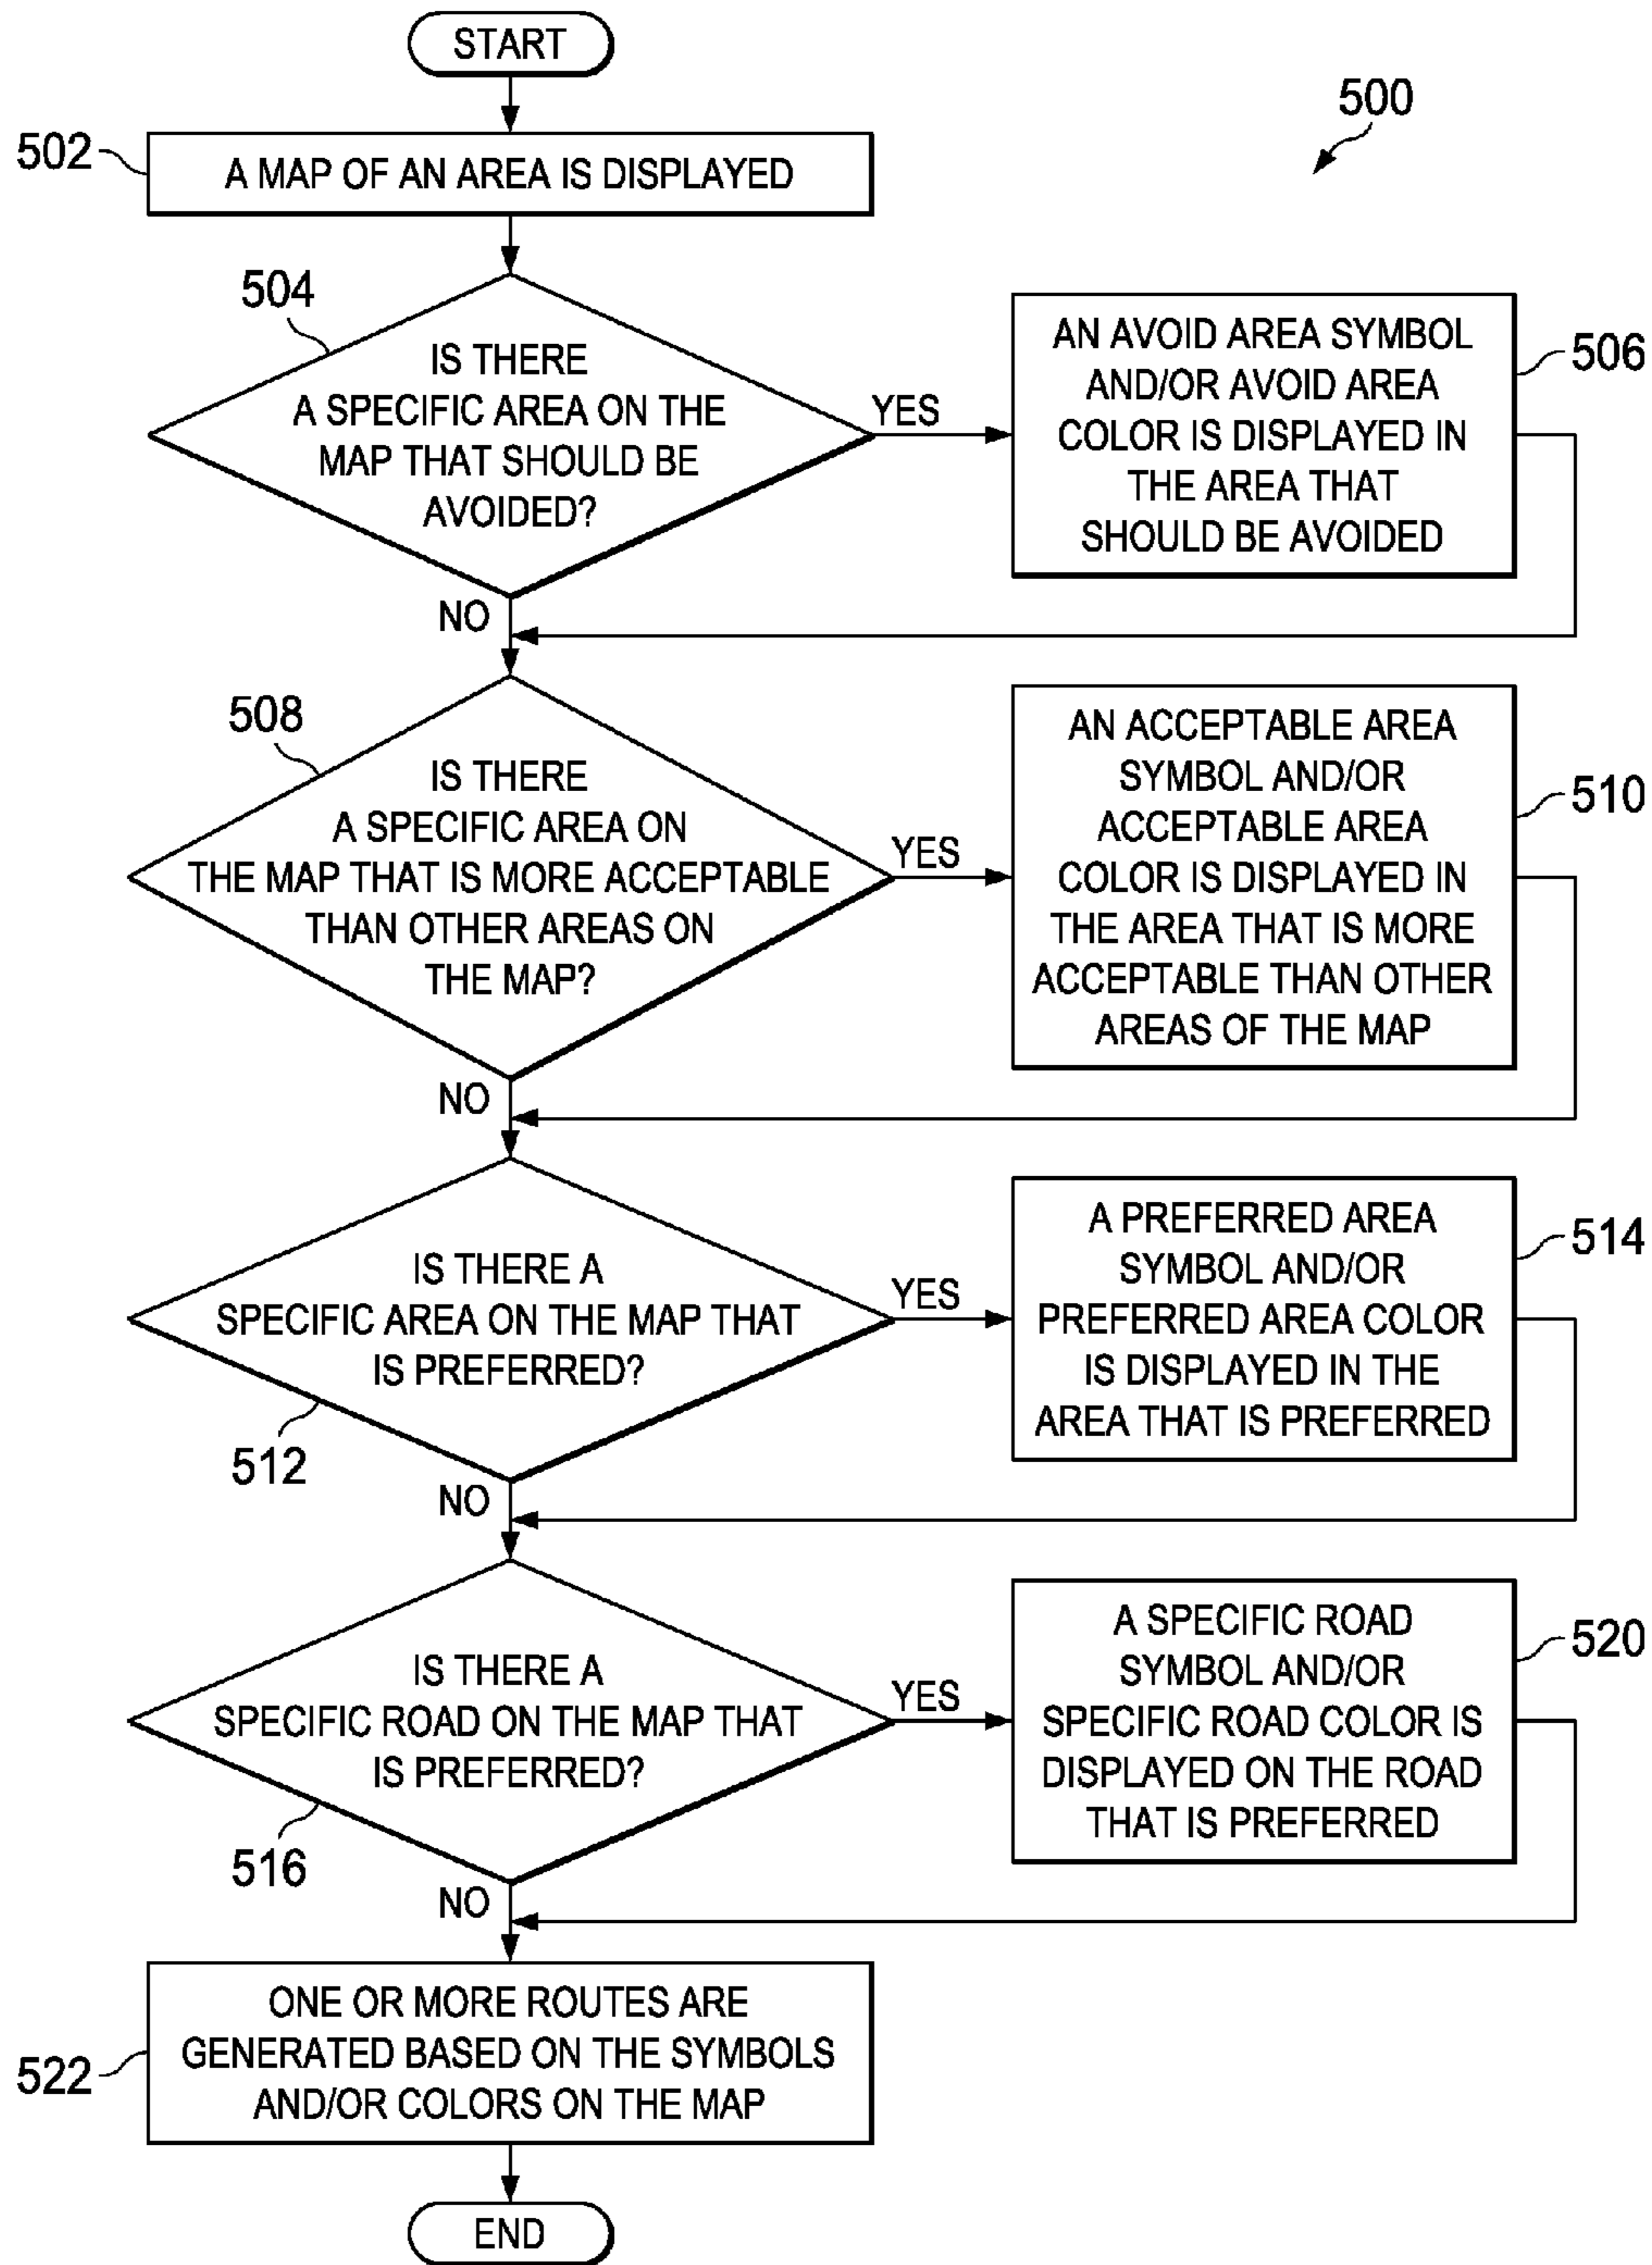 START
500
502
A MAP OF AN AREA IS DISPLAYED
504
IS THERE
A SPECIFIC AREA ON THE
MAP THAT SHOULD BE
AVOIDED?
YES
NO
AN AVOID AREA SYMBOL
AND/OR AVOID AREA
COLOR IS DISPLAYED IN
THE AREA THAT
SHOULD BE AVOIDED
506
508
IS THERE
A SPECIFIC AREA ON
THE MAP THAT IS MORE ACCEPTABLE
THAN OTHER AREAS ON
THE MAP?
YES
NO
AN ACCEPTABLE AREA
SYMBOL AND/OR
ACCEPTABLE AREA
COLOR IS DISPLAYED IN
THE AREA THAT IS MORE
ACCEPTABLE THAN OTHER
AREAS OF THE MAP
510
IS THERE A
SPECIFIC AREA ON THE MAP THAT
IS PREFERRED?
512
YES
NO
A PREFERRED AREA
SYMBOL AND/OR
PREFERRED AREA COLOR
IS DISPLAYED IN THE
AREA THAT IS PREFERRED
514
IS THERE A
SPECIFIC ROAD ON THE MAP THAT
IS PREFERRED?
516
YES
NO
A SPECIFIC ROAD
SYMBOL AND/OR
SPECIFIC ROAD COLOR IS
DISPLAYED ON THE ROAD
THAT IS PREFERRED
520
522
ONE OR MORE ROUTES ARE
GENERATED BASED ON THE SYMBOLS
AND/OR COLORS ON THE MAP
END